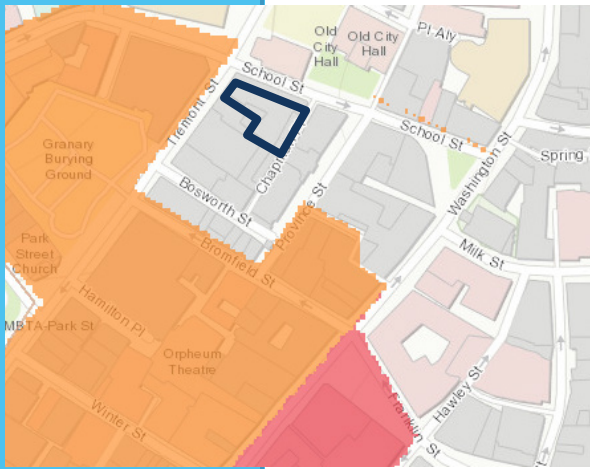 Old
City
Hall
Old City
Hall
Pl Aly
School St
School St
Tremont St
Granary
Burying
Ground
Bosworth St
Province St
Washington St
Spring
Milk St
Park
Street
Church
Bromfield St
Hamilton Pl
MBTA-Park St
Orpheum
Theatre
Winter St
Franklin St
Hawley St